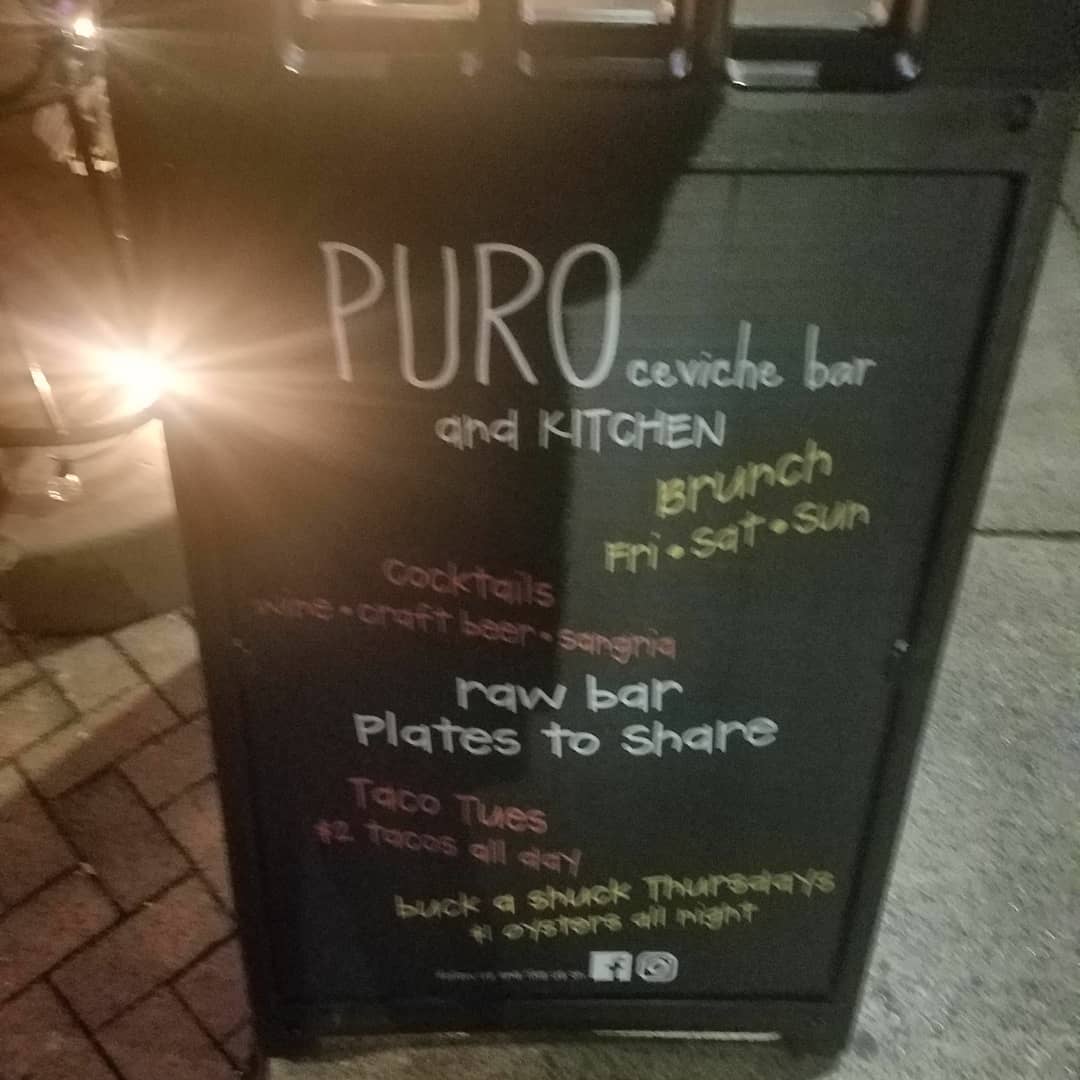 PURO ceviche bar
and KITCHEN
Brunch
Fri • Sat • Sun
Cocktails
wine • craft beer • sangria
raw bar
Plates to Share
Taco Tues
$2 tacos all day
buck a shuck Thursdays
$1 oysters all night